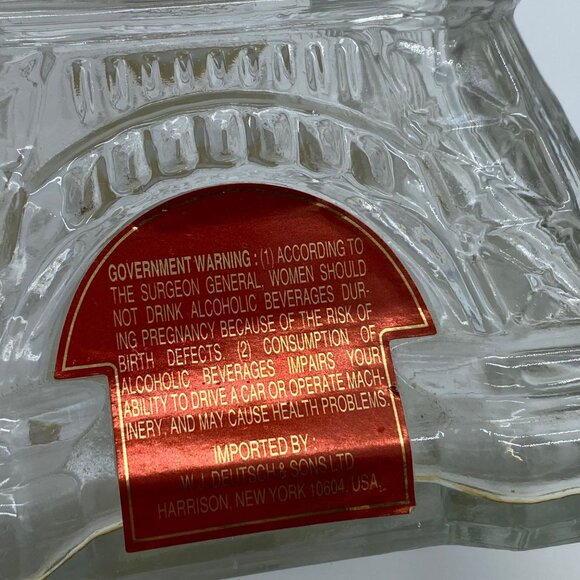 GOVERNMENT WARNING : (1) ACCORDING TO
THE SURGEON GENERAL, WOMEN SHOULD
NOT DRINK ALCOHOLIC BEVERAGES DUR-
ING PREGNANCY BECAUSE OF THE RISK OF
BIRTH DEFECTS. (2) CONSUMPTION OF
ALCOHOLIC BEVERAGES IMPAIRS YOUR
ABILITY TO DRIVE A CAR OR OPERATE MACH-
INERY. AND MAY CAUSE HEALTH PROBLEMS
IMPORTED BY :
W.J. DEUTSCH & SONS LTD
HARRISON, NEW YORK 10604, USA